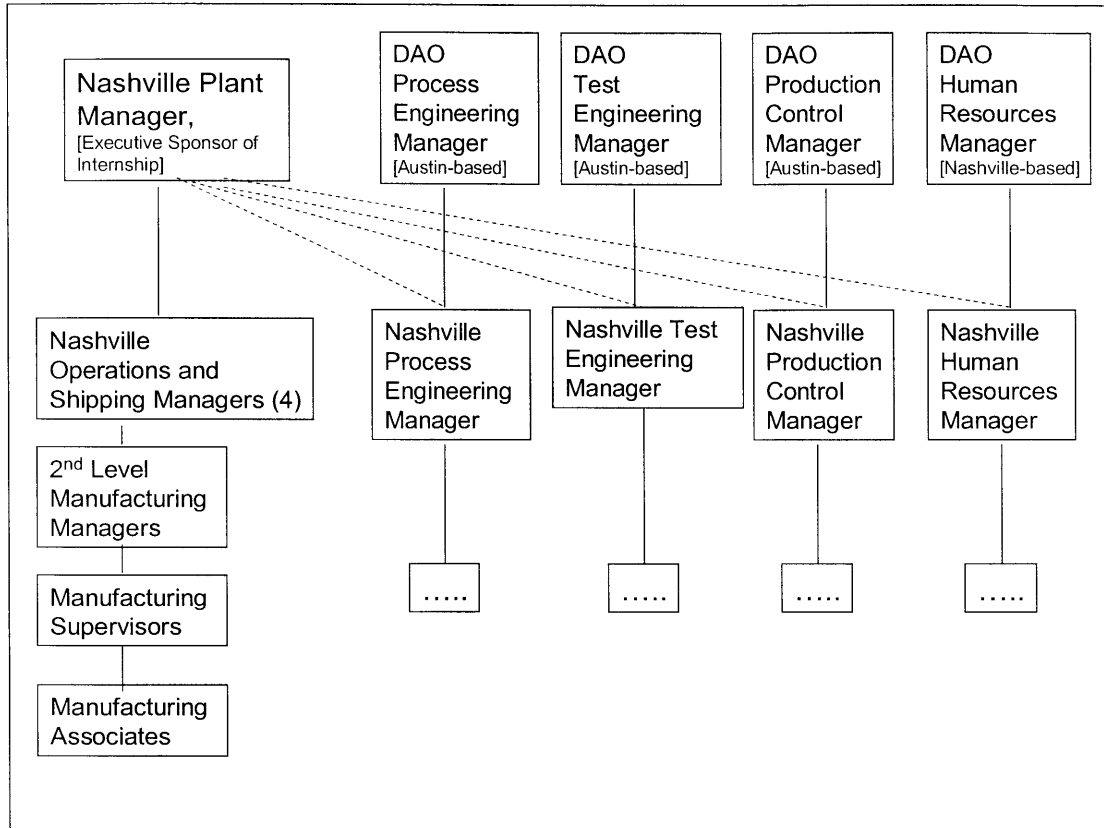 Nashville Plant
Manager,
[Executive Sponsor of
Internship]
DAO
Process
Engineering
Manager
[Austin-based]
DAO
Test
Engineering
Manager
[Austin-based]
DAO
Production
Control
Manager
[Austin-based]
DAO
Human
Resources
Manager
[Nashville-based]
Nashville
Operations and
Shipping Managers (4)
Nashville
Process
Engineering
Manager
Nashville Test
Engineering
Manager
Nashville
Production
Control
Manager
Nashville
Human
Resources
Manager
2nd Level
Manufacturing
Managers
Manufacturing
Supervisors
Manufacturing
Associates
.....
.....
.....
.....